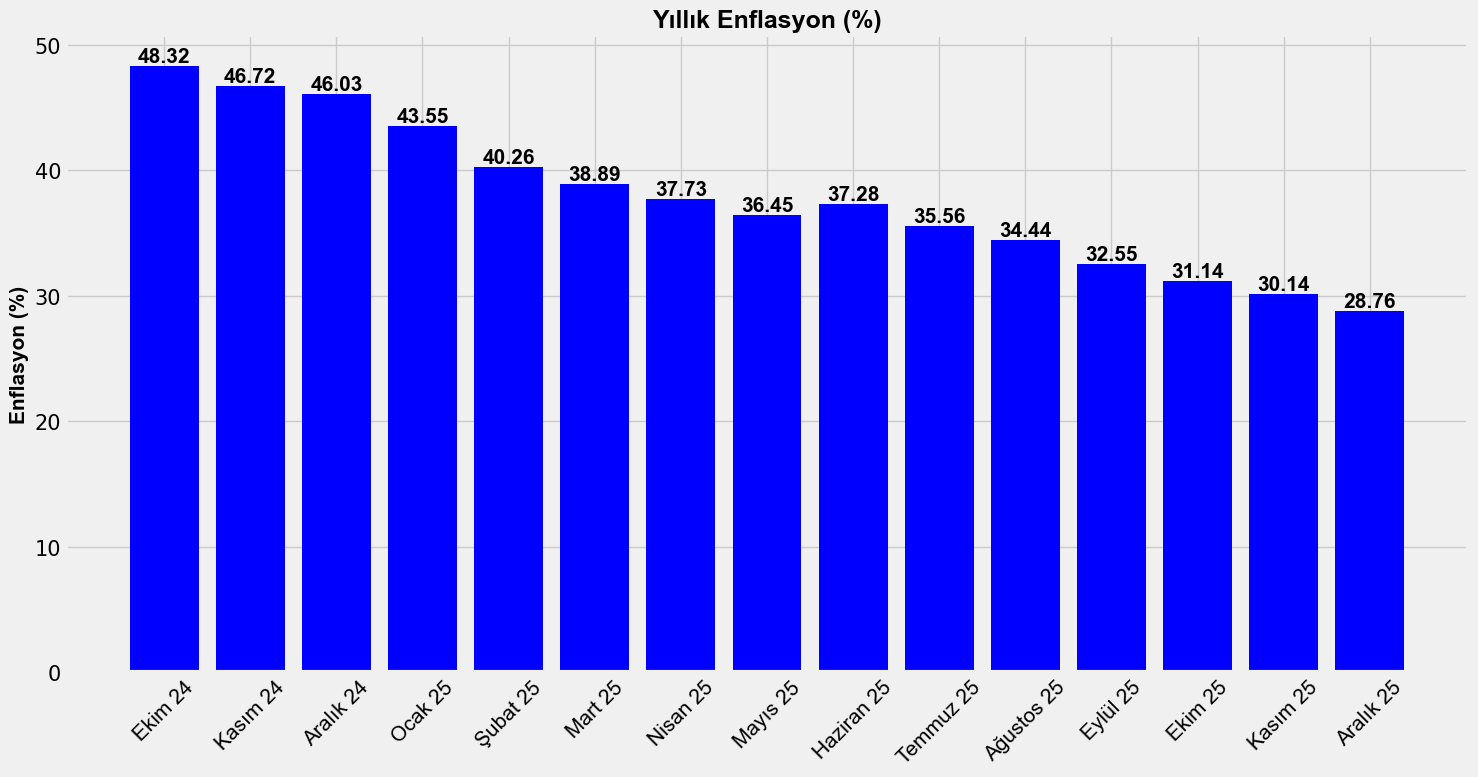 Yıllık Enflasyon (%)
Enflasyon (%)
50
40
30
20
10
0
48.32
46.72
46.03
43.55
40.26
38.89
37.73
36.45
37.28
35.56
34.44
32.55
31.14
30.14
28.76
Ekim 24
Kasım 24
Aralık 24
Ocak 25
Şubat 25
Mart 25
Nisan 25
Mayıs 25
Haziran 25
Temmuz 25
Ağustos 25
Eylül 25
Ekim 25
Kasım 25
Aralık 25